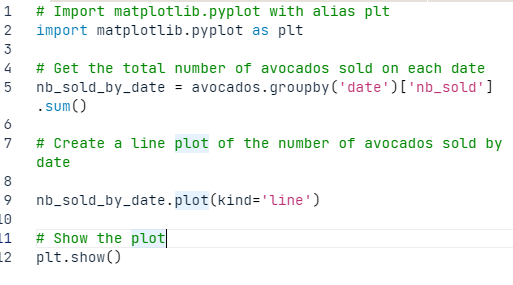 1 # Import matplotlib.pyplot with alias plt
2 import matplotlib.pyplot as plt
3
4 # Get the total number of avocados sold on each date
5 nb_sold_by_date = avocados.groupby('date')['nb_sold']
.sum()
6
7 # Create a line plot of the number of avocados sold by
date
8
9 nb_sold_by_date.plot(kind='line')
10
11 # Show the plot
12 plt.show()